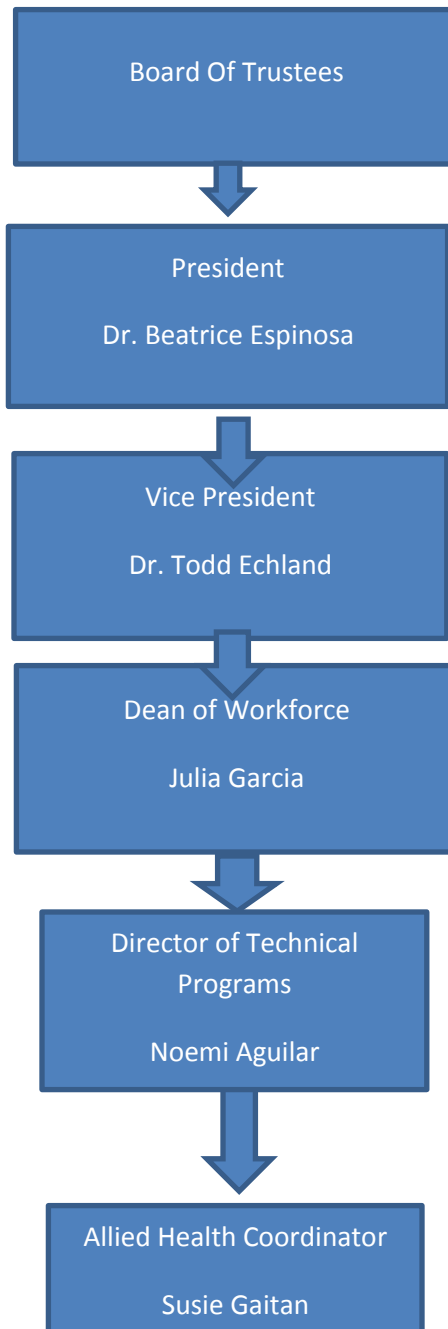 Board Of Trustees
President
Dr. Beatrice Espinosa
Vice President
Dr. Todd Echland
Dean of Workforce
Julia Garcia
Director of Technical
Programs
Noemi Aguilar
Allied Health Coordinator
Susie Gaitan